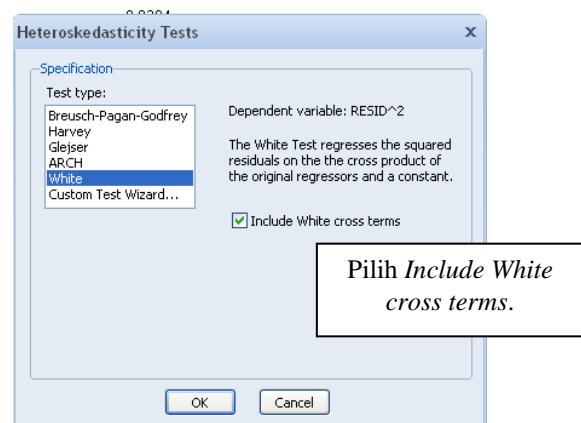 Heteroskedasticity Tests
x
Specification
Test type:
Breusch-Pagan-Godfrey
Harvey
Glejser
ARCH
White
Custom Test Wizard...
Dependent variable: RESID^2
The White Test regresses the squared
residuals on the the cross product of
the original regressors and a constant.
Include White cross terms
Pilih Include White
cross terms.
OK
Cancel